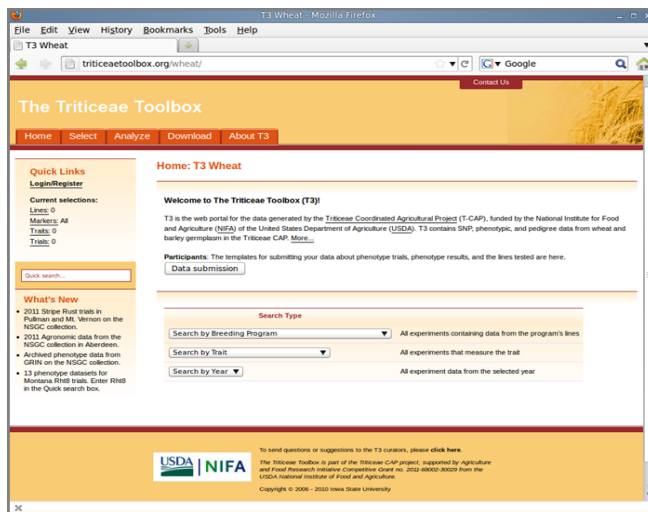 T3 Wheat - Mozilla Firefox
File Edit View History Bookmarks Tools Help
T3 Wheat
triticeaetoolbox.org/wheat/
Google
Contact Us
The Triticeae Toolbox
Home Select Analyze Download About T3
Quick Links
Login/Register
Current selections:
Lines: 0
Markers: All
Traits: 0
Trials: 0
Quick search...
What's New
• 2011 Stripe Rust trials in
Pullman and Mt. Vernon on the
NSGC collection.
• 2011 Agronomic data from the
NSGC collection in Aberdeen.
• Archived phenotype data from
GRIN on the NSGC collection.
• 13 phenotype datasets for
Montana Rht8 trials. Enter Rht8
in the Quick search box.
Home: T3 Wheat
Welcome to The Triticeae Toolbox (T3)!
T3 is the web portal for the data generated by the Triticeae Coordinated Agricultural Project (T-CAP), funded by the National Institute for Food
and Agriculture (NIFA) of the United States Department of Agriculture (USDA). T3 contains SNP, phenotypic, and pedigree data from wheat and
barley germplasm in the Triticeae CAP. More...
Participants: The templates for submitting your data about phenotype trials, phenotype results, and the lines tested are here.
Data submission
Search Type
Search by Breeding Program All experiments containing data from the program's lines
Search by Trait All experiments that measure the trait
Search by Year All experiment data from the selected year
USDA NIFA
To send questions or suggestions to the T3 curators, please click here.
The Triticeae Toolbox is part of the Triticeae CAP project, supported by Agriculture
and Food Research Initiative Competitive Grant no. 2011-68002-30029 from the
USDA National Institute of Food and Agriculture.
Copyright © 2006 - 2010 Iowa State University